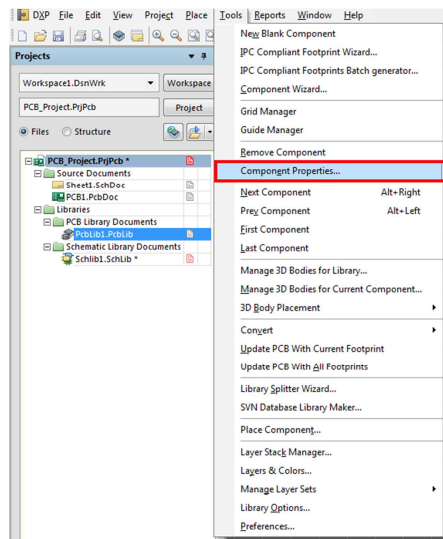 DXP File Edit View Project Place Tools Reports Window Help
Projects
Workspace1.DsnWrk Workspace
PCB_Project.PrjPcb Project
Files Structure
PCB_Project.PrjPcb *
Source Documents
Sheet1.SchDoc
PCB1.PcbDoc
Libraries
PCB Library Documents
PcbLib1.PcbLib
Schematic Library Documents
Schlib1.SchLib *
New Blank Component
IPC Compliant Footprint Wizard...
IPC Compliant Footprints Batch generator...
Component Wizard...
Grid Manager
Guide Manager
Remove Component
Component Properties...
Next Component Alt+Right
Prev Component Alt+Left
First Component
Last Component
Manage 3D Bodies for Library...
Manage 3D Bodies for Current Component...
3D Body Placement
Convert
Update PCB With Current Footprint
Update PCB With All Footprints
Library Splitter Wizard...
SVN Database Library Maker...
Place Component...
Layer Stack Manager...
Layers & Colors...
Manage Layer Sets
Library Options...
Preferences...